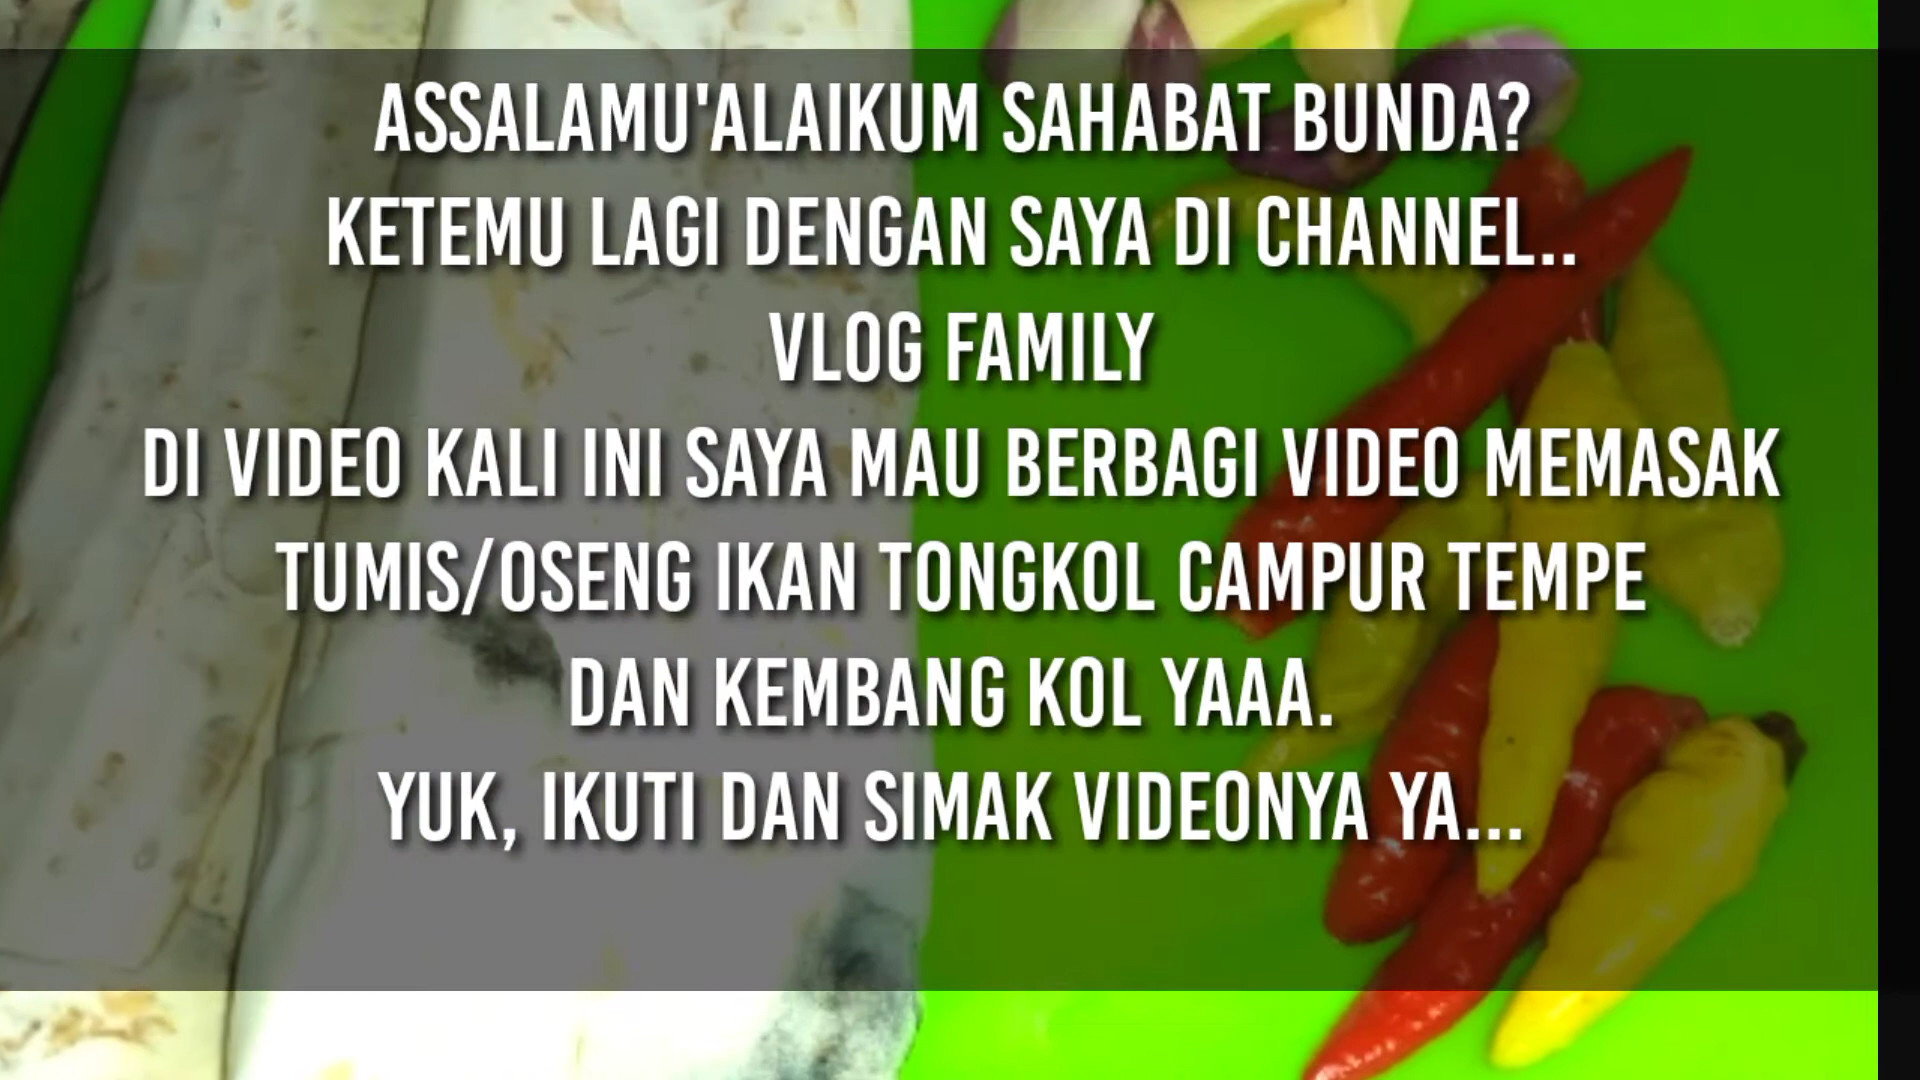 ASSALAMU'ALAIKUM SAHABAT BUNDA?
KETEMU LAGI DENGAN SAYA DI CHANNEL..
VLOG FAMILY
DI VIDEO KALI INI SAYA MAU BERBAGI VIDEO MEMASAK
TUMIS/OSENG IKAN TONGKOL CAMPUR TEMPE
DAN KEMBANG KOL YAAA.
YUK, IKUTI DAN SIMAK VIDEONYA YA...